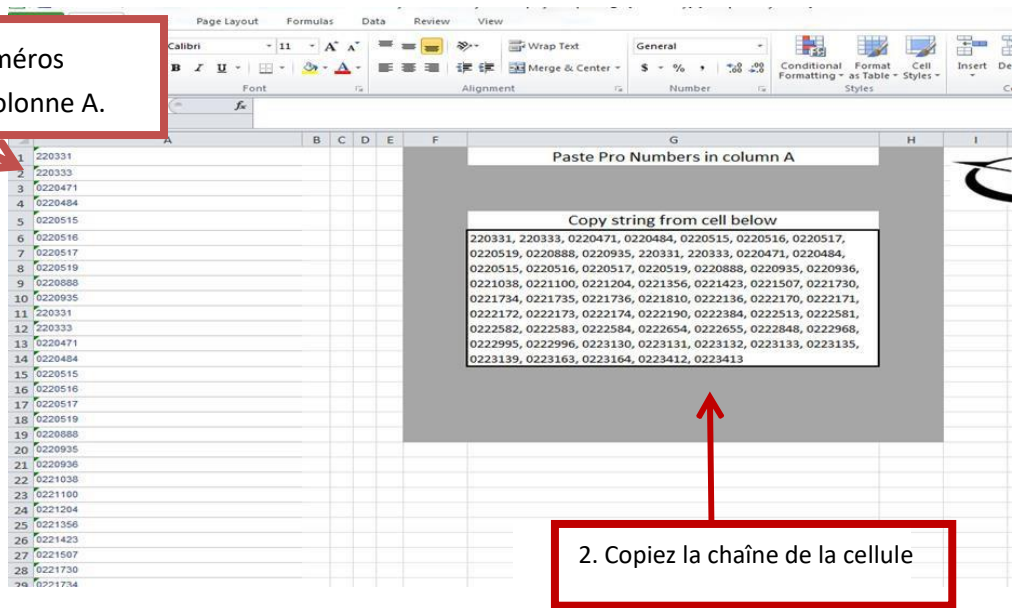 Page Layout Formulas Data Review View
méros
olonne A.
Calibri 11 A A Wrap Text General
B I U A Merge & Center $ % , Conditional Formatting Format as Table Cell Styles Insert
Font Alignment Number Styles
fx
A B C D E F G H I
1 220331 Paste Pro Numbers in column A
2 220333
3 0220471
4 0220484
5 0220515 Copy string from cell below
6 0220516 220331, 220333, 0220471, 0220484, 0220515, 0220516, 0220517,
7 0220517 0220519, 0220888, 0220935, 220331, 220333, 0220471, 0220484,
8 0220519 0220515, 0220516, 0220517, 0220519, 0220888, 0220935, 0220936,
9 0220888 0221038, 0221100, 0221204, 0221356, 0221423, 0221507, 0221730,
10 0220935 0221734, 0221735, 0221736, 0221810, 0222136, 0222170, 0222171,
11 220331 0222172, 0222173, 0222174, 0222190, 0222384, 0222513, 0222581,
12 220333 0222582, 0222583, 0222584, 0222654, 0222655, 0222848, 0222968,
13 0220471 0222995, 0222996, 0223130, 0223131, 0223132, 0223133, 0223135,
14 0220484 0223139, 0223163, 0223164, 0223412, 0223413
15 0220515
16 0220516
17 0220517
18 0220519
19 0220888
20 0220935
21 0220936
22 0221038
23 0221100
24 0221204
25 0221356
26 0221423
27 0221507
28 0221730
29 0221734
2. Copiez la chaîne de la cellule